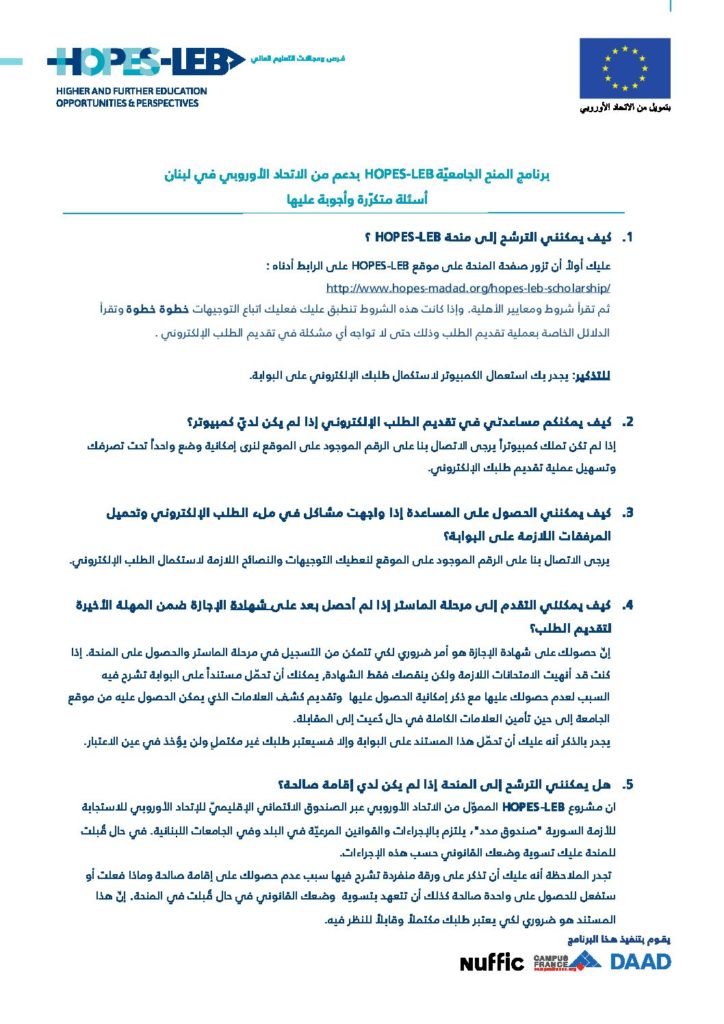 HOPES-LEB
فرص ومجالات التعليم العالي
HIGHER AND FURTHER EDUCATION
OPPORTUNITIES & PERSPECTIVES
بتمويل من الاتحاد الأوروبي
برنامج المنح الجامعيّة HOPES-LEB بدعم من الاتحاد الأوروبي في لبنان
أسئلة متكرّرة وأجوبة عليها
1. كيف يمكنني الترشح إلى منحة HOPES-LEB ؟
عليك أولاً أن تزور صفحة المنحة على موقع HOPES-LEB على الرابط أدناه :
http://www.hopes-madad.org/hopes-leb-scholarship/
ثم تقرأ شروط ومعايير الأهلية. وإذا كانت هذه الشروط تنطبق عليك فعليك اتباع التوجيهات خطوة خطوة وتقرأ
الدلائل الخاصة بعملية تقديم الطلب وذلك حتى لا تواجه أي مشكلة في تقديم الطلب الإلكتروني .
للتذكير: يجدر بك استعمال الكمبيوتر لاستكمال طلبك الإلكتروني على البوابة.
2. كيف يمكنكم مساعدتي في تقديم الطلب الإلكتروني إذا لم يكن لديّ كمبيوتر؟
إذا لم تكن تملك كمبيوتراً يرجى الاتصال بنا على الرقم الموجود على الموقع لنرى إمكانية وضع واحداً تحت تصرفك
وتسهيل عملية تقديم طلبك الإلكتروني.
3. كيف يمكنني الحصول على المساعدة إذا واجهت مشاكل في ملء الطلب الإلكتروني وتحميل
المرفقات اللازمة على البوابة؟
يرجى الاتصال بنا على الرقم الموجود على الموقع لنعطيك التوجيهات والنصائح اللازمة لاستكمال الطلب الإلكتروني.
4. كيف يمكنني التقدم إلى مرحلة الماستر إذا لم أحصل بعد على شهادة الإجازة ضمن المهلة الأخيرة
لتقديم الطلب؟
إنّ حصولك على شهادة الإجازة هو أمر ضروري لكي تتمكن من التسجيل في مرحلة الماستر والحصول على المنحة. إذا
كنت قد أنهيت الامتحانات اللازمة ولكن ينقصك فقط الشهادة, يمكنك أن تحمّل مستنداً على البوابة تشرح فيه
السبب لعدم حصولك عليها مع ذكر إمكانية الحصول عليها وتقديم كشف العلامات الذي يمكن الحصول عليه من موقع
الجامعة إلى حين تأمين العلامات الكاملة في حال دُعيت إلى المقابلة.
يجدر بالذكر أنه عليك أن تحمّل هذا المستند على البوابة وإلا فسيعتبر طلبك غير مكتملٍ ولن يؤخذ في عين الاعتبار.
5. هل يمكنني الترشح إلى المنحة إذا لم يكن لدي إقامة صالحة؟
ان مشروع HOPES-LEB المموّل من الاتحاد الأوروبي عبر الصندوق الائتماني الإقليميّ للإتحاد الأوروبي للاستجابة
للأزمة السورية "صندوق مدد"، يلتزم بالإجراءات والقوانين المرعيّة في البلد وفي الجامعات اللبنانية. في حال قُبلت
للمنحة عليك تسوية وضعك القانوني حسب هذه الإجراءات.
تجدر الملاحظة أنه عليك أن تذكر على ورقة منفردة تشرح فيها سبب عدم حصولك على إقامة صالحة وماذا فعلت أو
ستفعل للحصول على واحدة صالحة كذلك أن تتعهد بتسوية وضعك القانوني في حال قُبلت في المنحة. إنّ هذا
المستند هو ضروري لكي يعتبر طلبك مكتملاً وقابلاً للنظر فيه.
يقوم بتنفيذ هذا البرنامج
NUFFIC
CAMPUS
FRANCE
DAAD